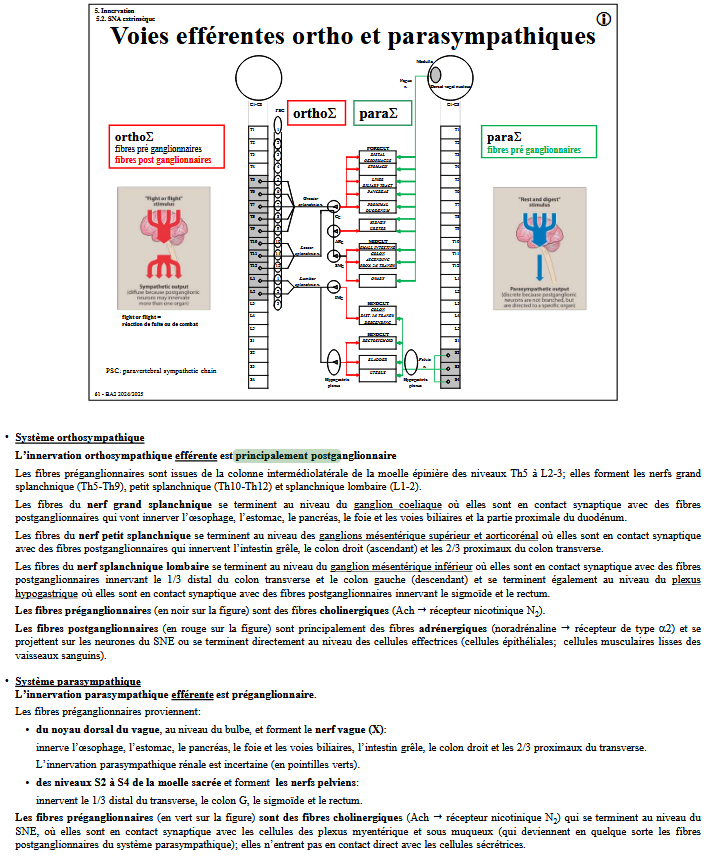 5. Innervation
5.2. SNA extrinsèque
Voies efférentes ortho et parasympathiques
Medulla
Vagus
n.
Dorsal vagal nucleus
C1-C8
PSC
orthoΣ
paraΣ
C1-C8
orthoΣ
fibres pré ganglionnaires
fibres post ganglionnaires
paraΣ
fibres pré ganglionnaires
T1
T2
T3
T4
T5
T6
T7
T8
T9
T10
T11
T12
L1
L2
L3
L4
L5
S1
S2
S3
S4
FOREGUT
DISTAL
OESOPHAGUS
STOMACH
LIVER
BILIARY TRACT
PANCREAS
PROXIMAL
DUODENUM
KIDNEY
URETER
MIDGUT
SMALL INTESTINE
COLON
ASCENDING
PROX. 2/3 TRANSV.
OVARY
HINDGUT
COLON
DIST. 1/3 TRANSV.
DESCENDING
HINDGUT
RECTOSIGMOID
BLADDER
UTERUS
Greater
splanchnic n.
Lesser
splanchnic n.
Lumbar
splanchnic n.
Hypogastric
plexus
Hypogastric
plexus
Pelvic
n.
T1
T2
T3
T4
T5
T6
T7
T8
T9
T10
T11
T12
L1
L2
L3
L4
L5
S1
S2
S3
S4
"Fight or flight"
stimulus
Sympathetic output
(diffuse because postganglionic
neurons may innervate
more than one organ)
fight or flight =
réaction de fuite ou de combat
"Rest and digest"
stimulus
Parasympathetic output
(discrete because postganglionic
neurons are not branched, but
are directed to a specific organ)
PSC: paravertebral sympathetic chain
61 - BA2 2024/2025
• Système orthosympathique
L’innervation orthosympathique efférente est principalement postganglionnaire
Les fibres préganglionnaires sont issues de la colonne intermédiolatérale de la moelle épinière des niveaux Th5 à L2-3; elles forment les nerfs grand
splanchnique (Th5-Th9), petit splanchnique (Th10-Th12) et splanchnique lombaire (L1-2).
Les fibres du nerf grand splanchnique se terminent au niveau du ganglion coeliaque où elles sont en contact synaptique avec des fibres
postganglionnaires qui vont innerver l’œsophage, l’estomac, le pancréas, le foie et les voies biliaires et la partie proximale du duodénum.
Les fibres du nerf petit splanchnique se terminent au niveau des ganglions mésentérique supérieur et aorticorénal où elles sont en contact synaptique
avec des fibres postganglionnaires qui innervent l’intestin grêle, le colon droit (ascendant) et les 2/3 proximaux du colon transverse.
Les fibres du nerf splanchnique lombaire se terminent au niveau du ganglion mésentérique inférieur où elles sont en contact synaptique avec des fibres
postganglionnaires innervant le 1/3 distal du colon transverse et le colon gauche (descendant) et se terminent également au niveau du plexus
hypogastrique où elles sont en contact synaptique avec des fibres postganglionnaires innervant le sigmoïde et le rectum.
Les fibres préganglionnaires (en noir sur la figure) sont des fibres cholinergiques (Ach → récepteur nicotinique N2).
Les fibres postganglionnaires (en rouge sur la figure) sont principalement des fibres adrénergiques (noradrénaline → récepteur de type α2) et se
projettent sur les neurones du SNE ou se terminent directement au niveau des cellules effectrices (cellules épithéliales; cellules musculaires lisses des
vaisseaux sanguins).
• Système parasympathique
L’innervation parasympathique efférente est préganglionnaire.
Les fibres préganglionnaires proviennent:
• du noyau dorsal du vague, au niveau du bulbe, et forment le nerf vague (X):
innerve l’œsophage, l’estomac, le pancréas, le foie et les voies biliaires, l’intestin grêle, le colon droit et les 2/3 proximaux du transverse.
L’innervation parasympathique rénale est incertaine (en pointilles verts).
• des niveaux S2 à S4 de la moelle sacrée et forment les nerfs pelviens:
innervent le 1/3 distal du transverse, le colon G, le sigmoïde et le rectum.
Les fibres préganglionnaires (en vert sur la figure) sont des fibres cholinergiques (Ach → récepteur nicotinique N2) qui se terminent au niveau du
SNE, où elles sont en contact synaptique avec les cellules des plexus myentérique et sous muqueux (qui deviennent en quelque sorte les fibres
postganglionnaires du système parasympathique); elles n’entrent pas en contact direct avec les cellules sécrétrices.